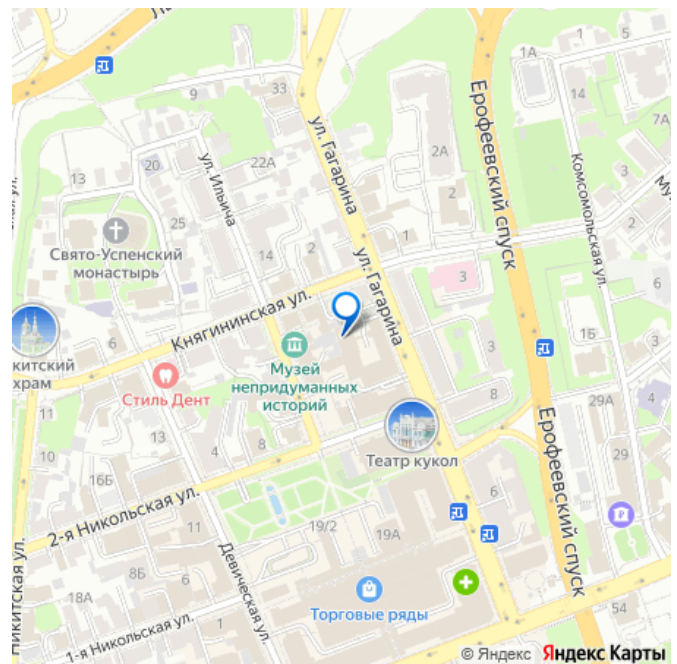 9
33
ул. Гагарина
1А
5
14
7А
Ерофеевский спуск
2А
Комсомольская ул.
20
ул. Ильича
22А
13
25
2
2
Свято-Успенский
монастырь
14
2
ул. Гагарина
3
6
Княгининская ул.
6
3
1Б
китский
храм
Музей
непридуманных
историй
Стиль Дент
4
11
8
29А
Театр кукол
13
4
8
10
16Б
29
Ерофеевский спуск
2-я Никольская ул.
11
6
19/2
19А
Девическая ул.
Никитская ул.
8Б
6
18А
Торговые ряды
1
54
1-я Никольская ул.
© Яндекс Яндекс Карты